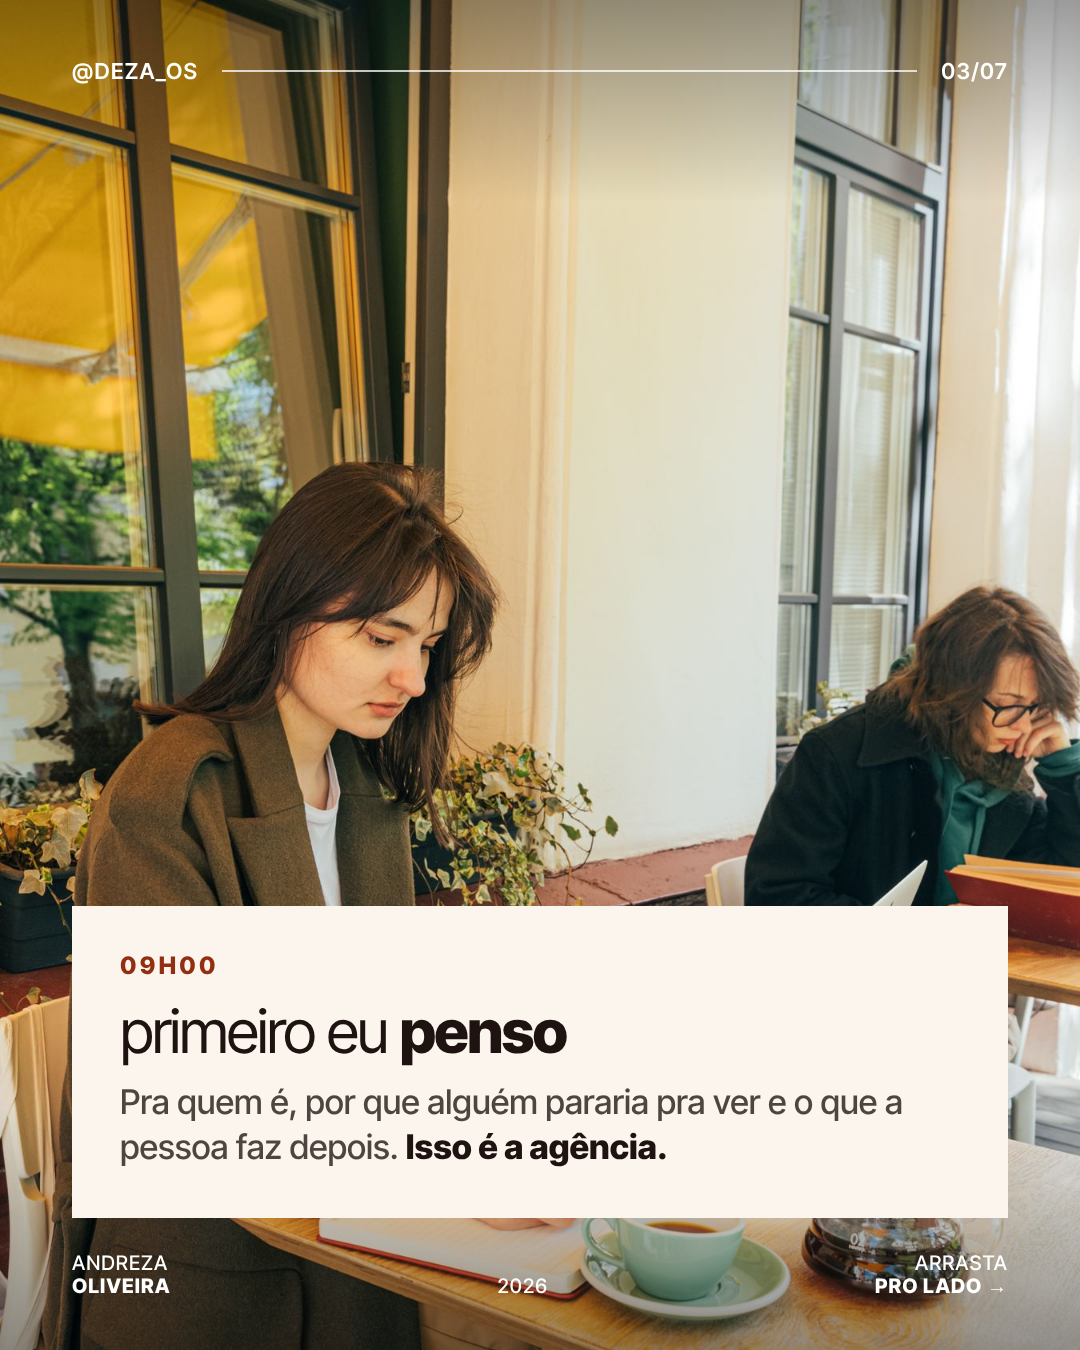 @DEZA_OS 03/07
09H00
primeiro eu penso
Pra quem é, por que alguém pararia pra ver e o que a
pessoa faz depois. Isso é a agência.
ANDREZA
OLIVEIRA
2026
ARRASTA
PRO LADO →